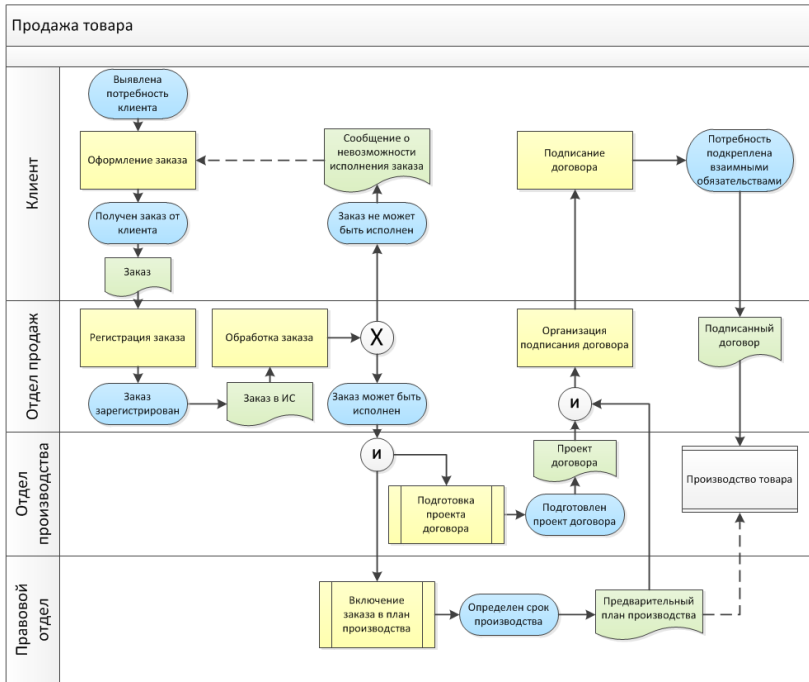 Продажа товара
Клиент
Выявлена
потребность
клиента
Оформление заказа
Получен заказ от
клиента
Заказ
Сообщение о
невозможности
исполнения заказа
Заказ не может
быть исполнен
Подписание
договора
Потребность
подкреплена
взаимными
обязательствами
Отдел продаж
Регистрация заказа
Заказ
зарегистрирован
Обработка заказа
Заказ в ИС
X
Заказ может быть
исполнен
Организация
подписания договора
И
Подписанный
договор
Отдел
производства
И
Подготовка
проекта
договора
Проект
договора
Подготовлен
проект договора
Производство товара
Правовой
отдел
Включение
заказа в план
производства
Определен срок
производства
Предварительный
план производства